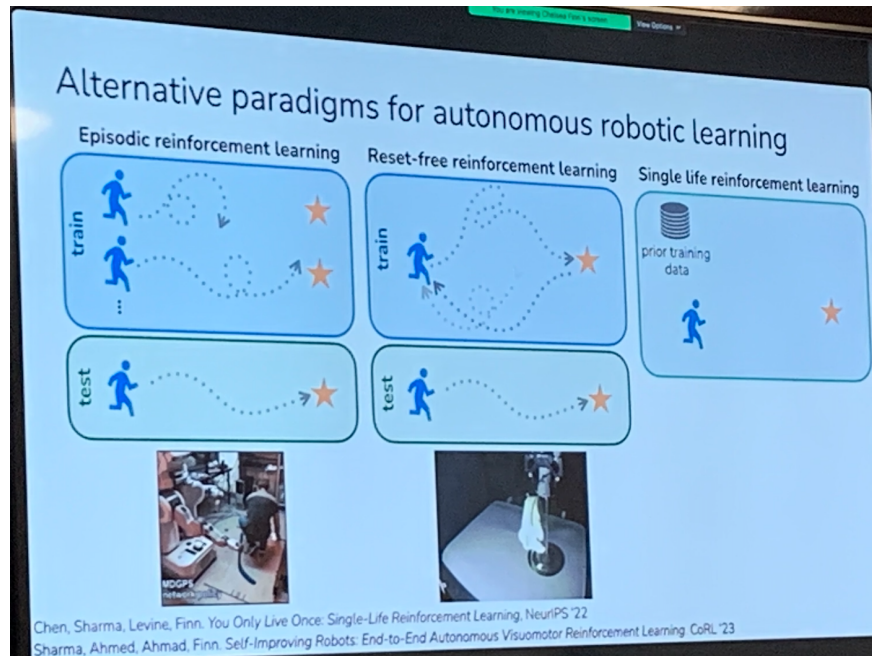 You are viewing Chelsea Finn's screen
View Options
Alternative paradigms for autonomous robotic learning
Episodic reinforcement learning
Reset-free reinforcement learning
Single life reinforcement learning
train
...
test
train
test
prior training
data
MDGPS
network policy
Chen, Sharma, Levine, Finn. You Only Live Once: Single-Life Reinforcement Learning, NeurIPS '22
Sharma, Ahmed, Ahmad, Finn. Self-Improving Robots: End-to-End Autonomous Visuomotor Reinforcement Learning CoRL '23